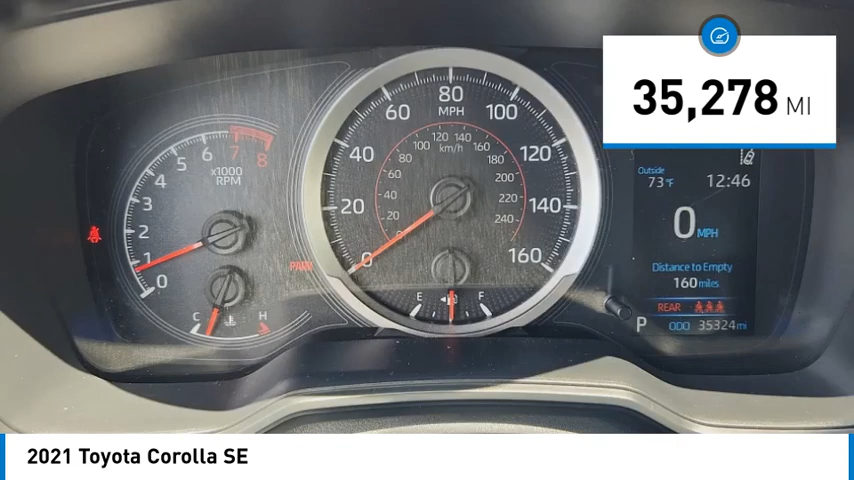 35,278 MI
80
MPH
60
100
40
120
20
140
0
160
120 140
100 160
km/h
80 180
60 200
40 220
20 240
8
7
6
5
4
3
2
1
0
x1000
RPM
C H
E F
PARK
Outside
73°F 12:46
0 MPH
Distance to Empty
160 miles
REAR
P ODO 35324 mi
2021 Toyota Corolla SE